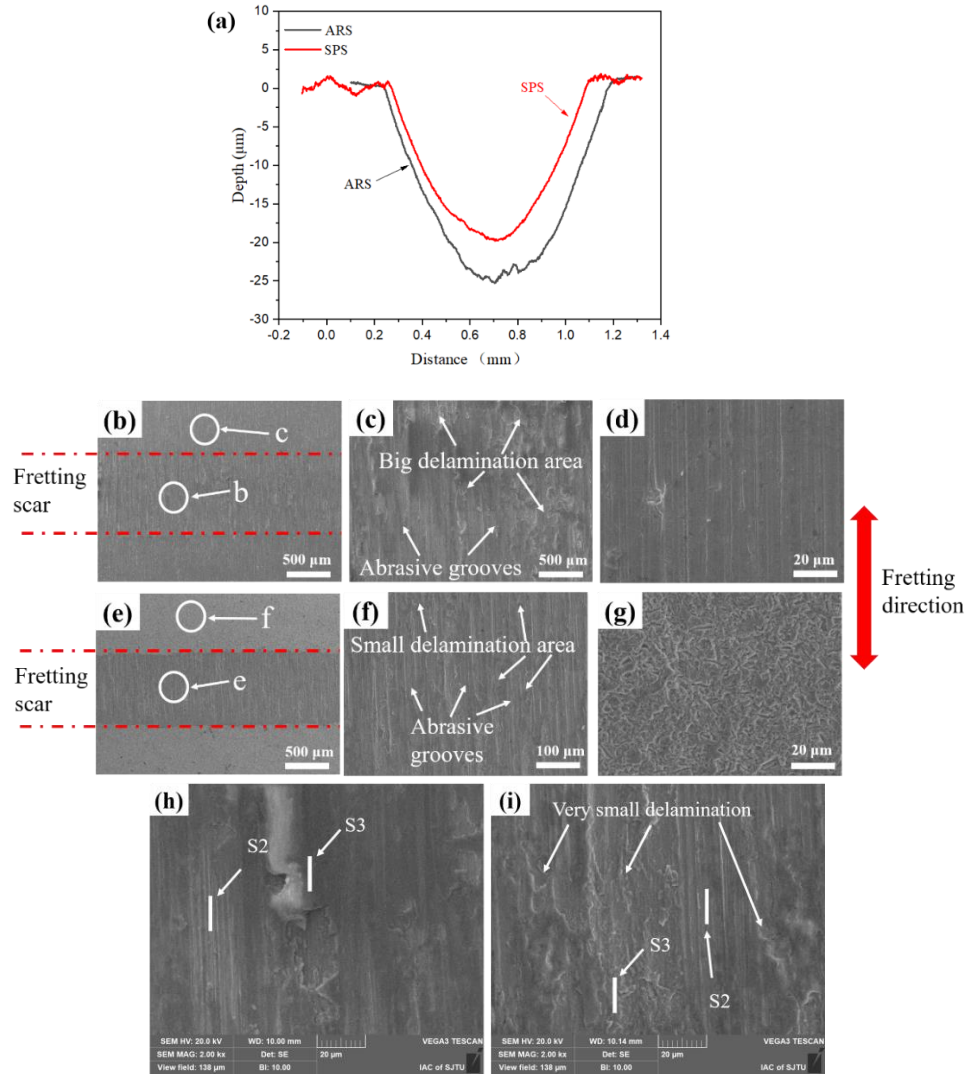 (a)
10
5
0
-5
-10
-15
-20
-25
-30
Depth (μm)
ARS
SPS
SPS
ARS
-0.2 0.0 0.2 0.4 0.6 0.8 1.0 1.2 1.4
Distance （mm）
(b)
c
b
Fretting
scar
500 μm
(c)
Big delamination area
Abrasive grooves
500 μm
(d)
20 μm
(e)
f
e
Fretting
scar
500 μm
(f)
Small delamination area
Abrasive
grooves
100 μm
(g)
20 μm
Fretting
direction
(h)
S2
S3
SEM HV: 20.0 kV WD: 10.00 mm VEGA3 TESCAN
SEM MAG: 2.00 kx Det: SE 20 μm
View field: 138 μm BI: 10.00 IAC of SJTU
(i)
Very small delamination
S3
S2
SEM HV: 20.0 kV WD: 10.14 mm VEGA3 TESCAN
SEM MAG: 2.00 kx Det: SE 20 μm
View field: 138 μm BI: 10.00 IAC of SJTU